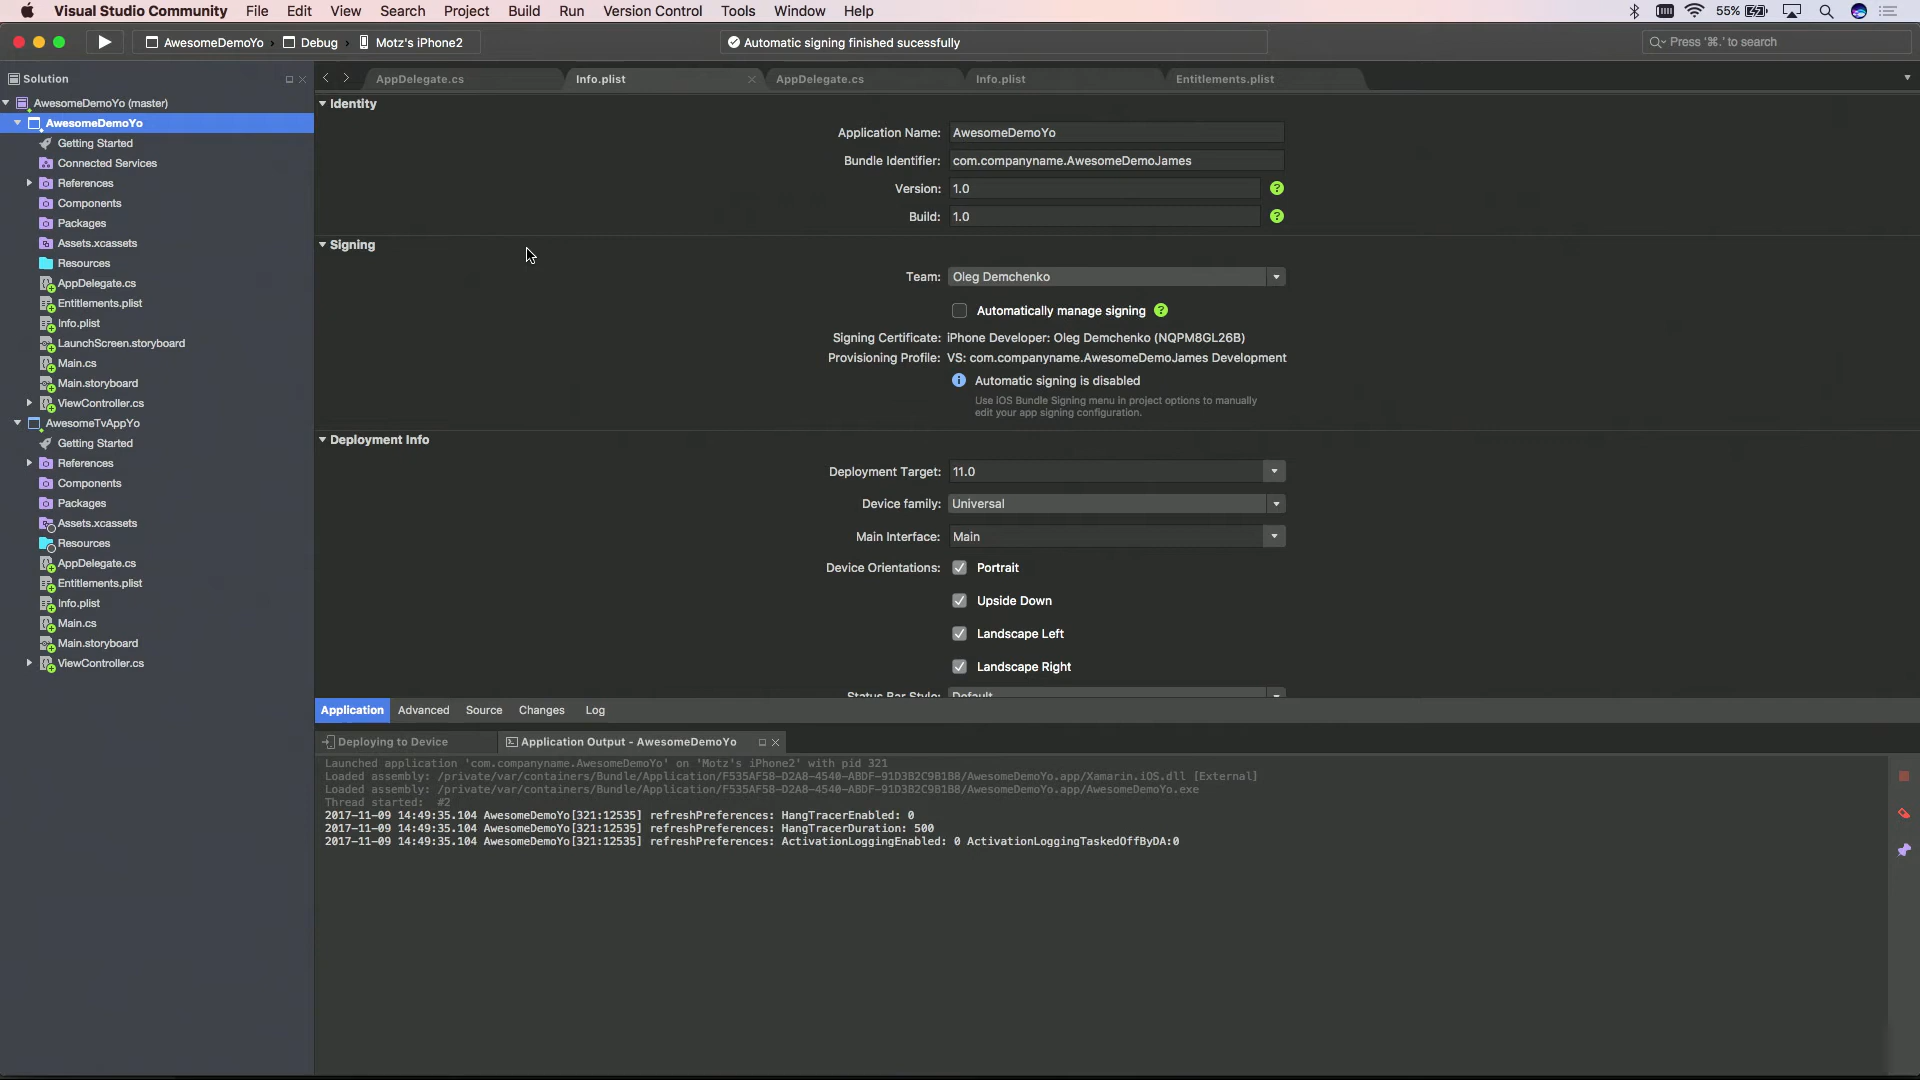 Visual Studio Community File Edit View Search Project Build Run Version Control Tools Window Help 55%
AwesomeDemoYo Debug Motz's iPhone2 Automatic signing finished sucessfully Press '⌘.' to search
Solution
AwesomeDemoYo (master)
AwesomeDemoYo
Getting Started
Connected Services
References
Components
Packages
Assets.xcassets
Resources
AppDelegate.cs
Entitlements.plist
Info.plist
LaunchScreen.storyboard
Main.cs
Main.storyboard
ViewController.cs
AwesomeTvAppYo
Getting Started
References
Components
Packages
Assets.xcassets
Resources
AppDelegate.cs
Entitlements.plist
Info.plist
Main.cs
Main.storyboard
ViewController.cs
AppDelegate.cs Info.plist AppDelegate.cs Info.plist Entitlements.plist
Identity
Application Name: AwesomeDemoYo
Bundle Identifier: com.companyname.AwesomeDemoJames
Version: 1.0
Build: 1.0
Signing
Team: Oleg Demchenko
Automatically manage signing
Signing Certificate: iPhone Developer: Oleg Demchenko (NQPM8GL26B)
Provisioning Profile: VS: com.companyname.AwesomeDemoJames Development
Automatic signing is disabled
Use iOS Bundle Signing menu in project options to manually
edit your app signing configuration.
Deployment Info
Deployment Target: 11.0
Device family: Universal
Main Interface: Main
Device Orientations: Portrait
Upside Down
Landscape Left
Landscape Right
Status Bar Style: Default
Application Advanced Source Changes Log
Deploying to Device Application Output - AwesomeDemoYo
Launched application 'com.companyname.AwesomeDemoYo' on 'Motz's iPhone2' with pid 321
Loaded assembly: /private/var/containers/Bundle/Application/F535AF58-D2A8-4540-ABDF-91D3B2C9B1B8/AwesomeDemoYo.app/Xamarin.iOS.dll [External]
Loaded assembly: /private/var/containers/Bundle/Application/F535AF58-D2A8-4540-ABDF-91D3B2C9B1B8/AwesomeDemoYo.app/AwesomeDemoYo.exe
Thread started: #2
2017-11-09 14:49:35.104 AwesomeDemoYo[321:12535] refreshPreferences: HangTracerEnabled: 0
2017-11-09 14:49:35.104 AwesomeDemoYo[321:12535] refreshPreferences: HangTracerDuration: 500
2017-11-09 14:49:35.104 AwesomeDemoYo[321:12535] refreshPreferences: ActivationLoggingEnabled: 0 ActivationLoggingTaskedOffByDA:0